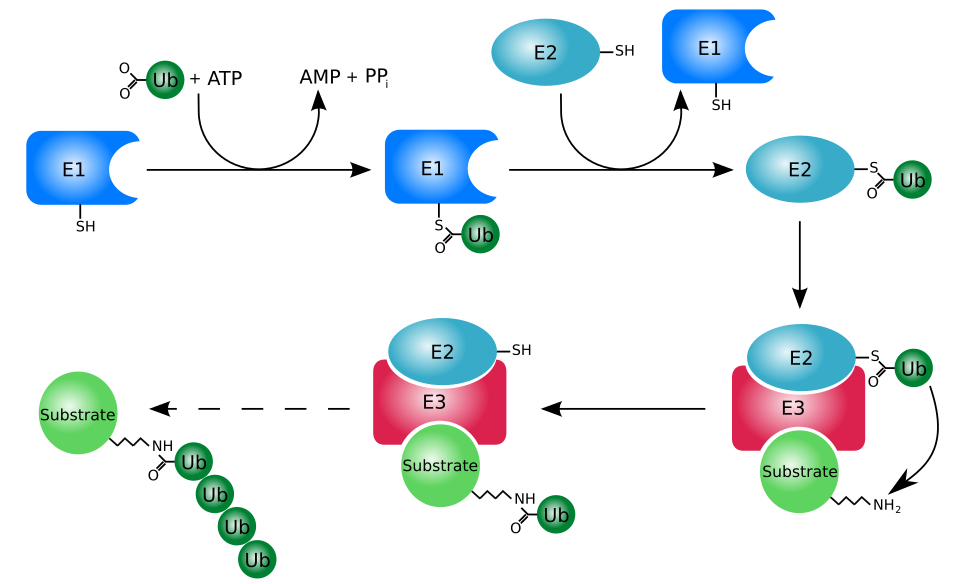 O
O
Ub + ATP
AMP + PPi
E1
SH
E1
S
O
Ub
E2
SH
E1
SH
E2
S
O
Ub
E2
S
O
Ub
E3
Substrate
NH2
E2
SH
E3
Substrate
NH
O
Ub
Substrate
NH
O
Ub
Ub
Ub
Ub